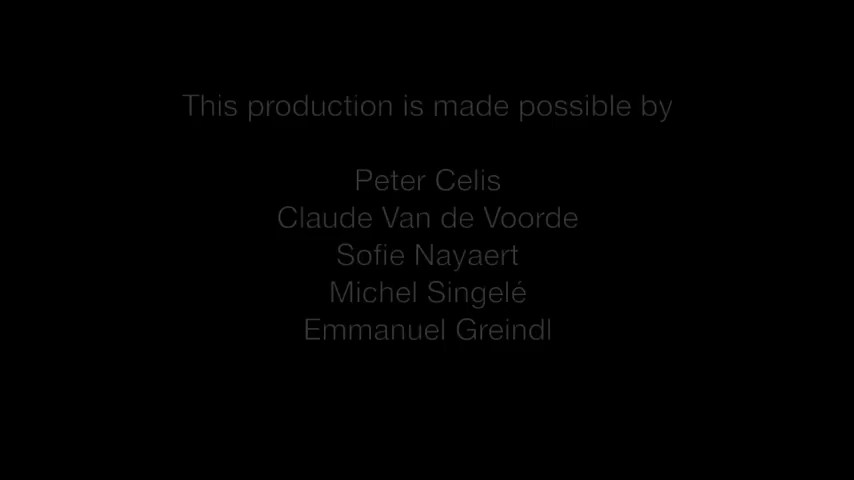 This production is made possible by
Peter Celis
Claude Van de Voorde
Sofie Nayaert
Michel Singelé
Emmanuel Greindl